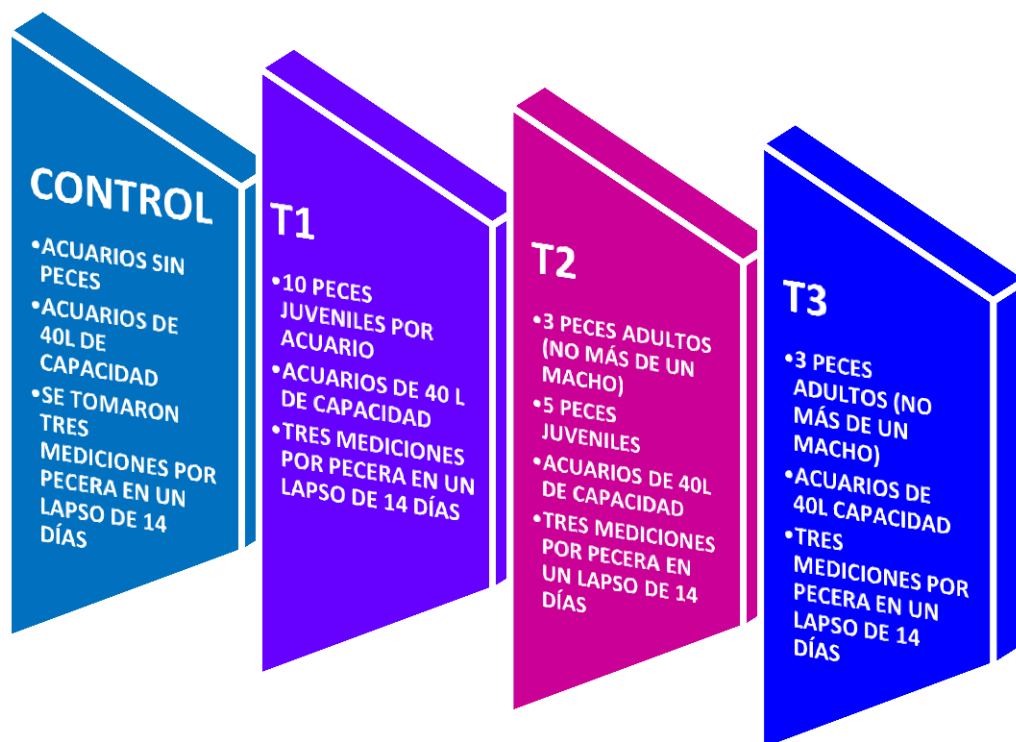 CONTROL
•ACUARIOS SIN
PECES
•ACUARIOS DE
40L DE
CAPACIDAD
•SE TOMARON
TRES
MEDICIONES POR
PECERA EN UN
LAPSO DE 14
DÍAS
T1
•10 PECES
JUVENILES POR
ACUARIO
•ACUARIOS DE 40 L
DE CAPACIDAD
•TRES MEDICIONES
POR PECERA EN UN
LAPSO DE 14 DÍAS
T2
•3 PECES ADULTOS
(NO MÁS DE UN
MACHO)
•5 PECES
JUVENILES
•ACUARIOS DE 40L
DE CAPACIDAD
•TRES MEDICIONES
POR PECERA EN
UN LAPSO DE 14
DÍAS
T3
•3 PECES
ADULTOS (NO
MÁS DE UN
MACHO)
•ACUARIOS DE
40L CAPACIDAD
•TRES
MEDICIONES POR
PECERA EN UN
LAPSO DE 14
DÍAS